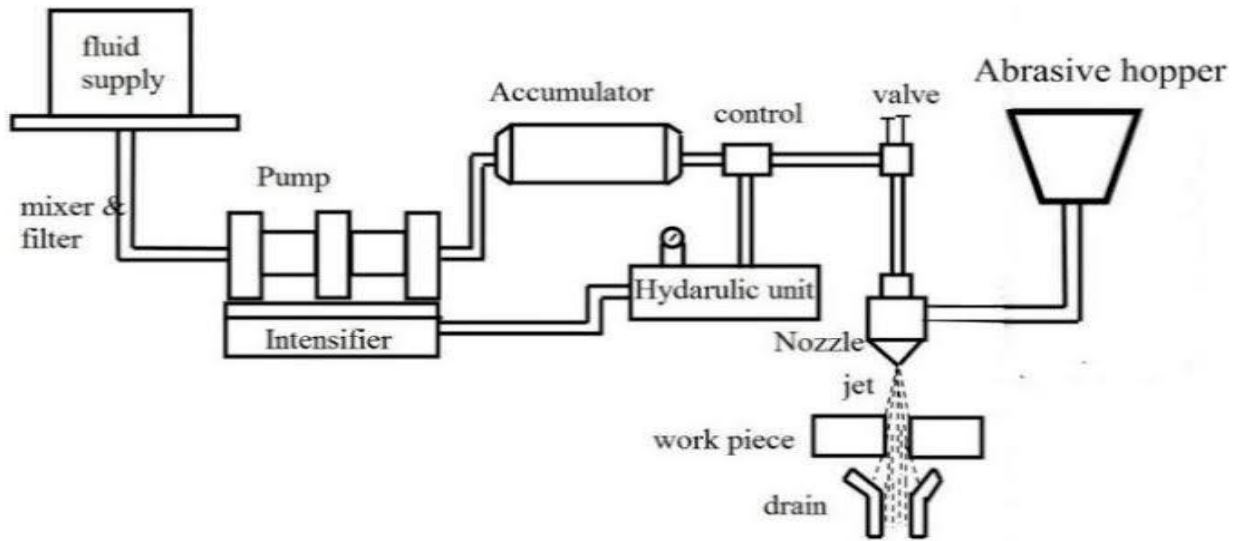 fluid
supply
Accumulator
control
valve
Abrasive hopper
mixer &
filter
Pump
Hydarulic unit
Intensifier
Nozzle
jet
work piece
drain